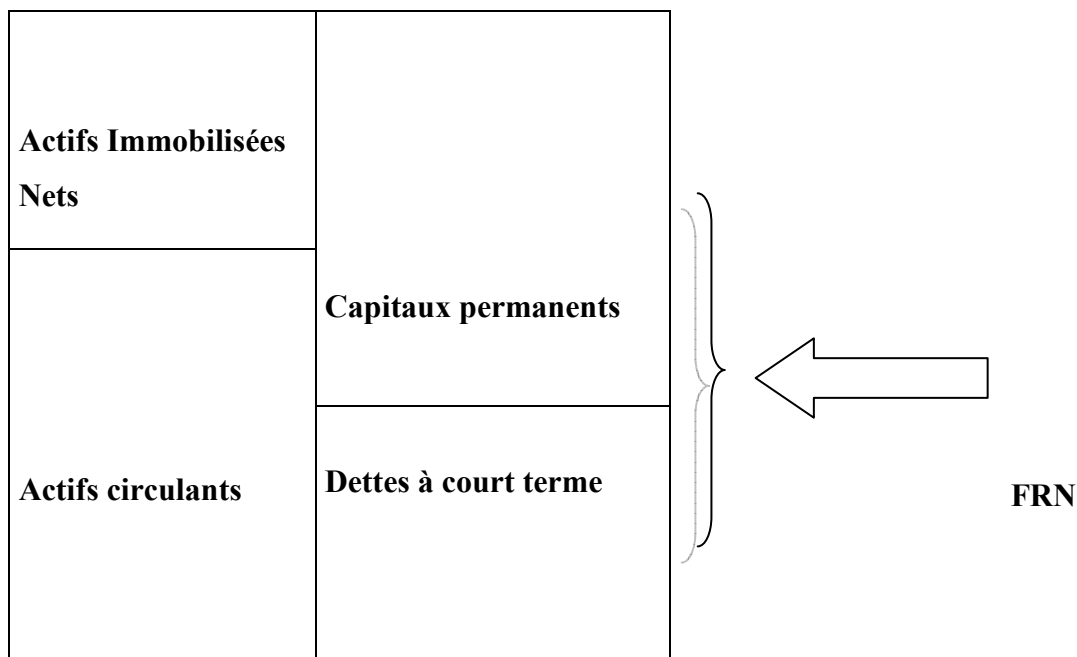 Actifs Immobilisées
Nets
Capitaux permanents
Actifs circulants
Dettes à court terme
FRN